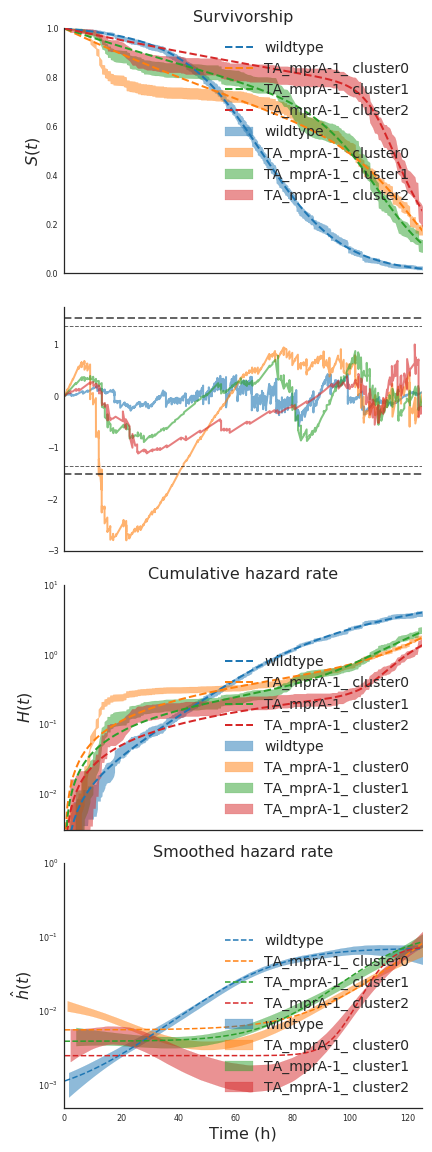 Survivorship
1.0
0.8
0.6
0.4
0.2
0.0
S(t)
wildtype
TA_mprA-1_ cluster0
TA_mprA-1_ cluster1
TA_mprA-1_ cluster2
wildtype
TA_mprA-1_ cluster0
TA_mprA-1_ cluster1
TA_mprA-1_ cluster2
1
0
−1
−2
−3
Cumulative hazard rate
10¹
10⁰
10⁻¹
10⁻²
H(t)
wildtype
TA_mprA-1_ cluster0
TA_mprA-1_ cluster1
TA_mprA-1_ cluster2
wildtype
TA_mprA-1_ cluster0
TA_mprA-1_ cluster1
TA_mprA-1_ cluster2
Smoothed hazard rate
10⁰
10⁻¹
10⁻²
10⁻³
ĥ(t)
wildtype
TA_mprA-1_ cluster0
TA_mprA-1_ cluster1
TA_mprA-1_ cluster2
wildtype
TA_mprA-1_ cluster0
TA_mprA-1_ cluster1
TA_mprA-1_ cluster2
0 20 40 60 80 100 120
Time (h)